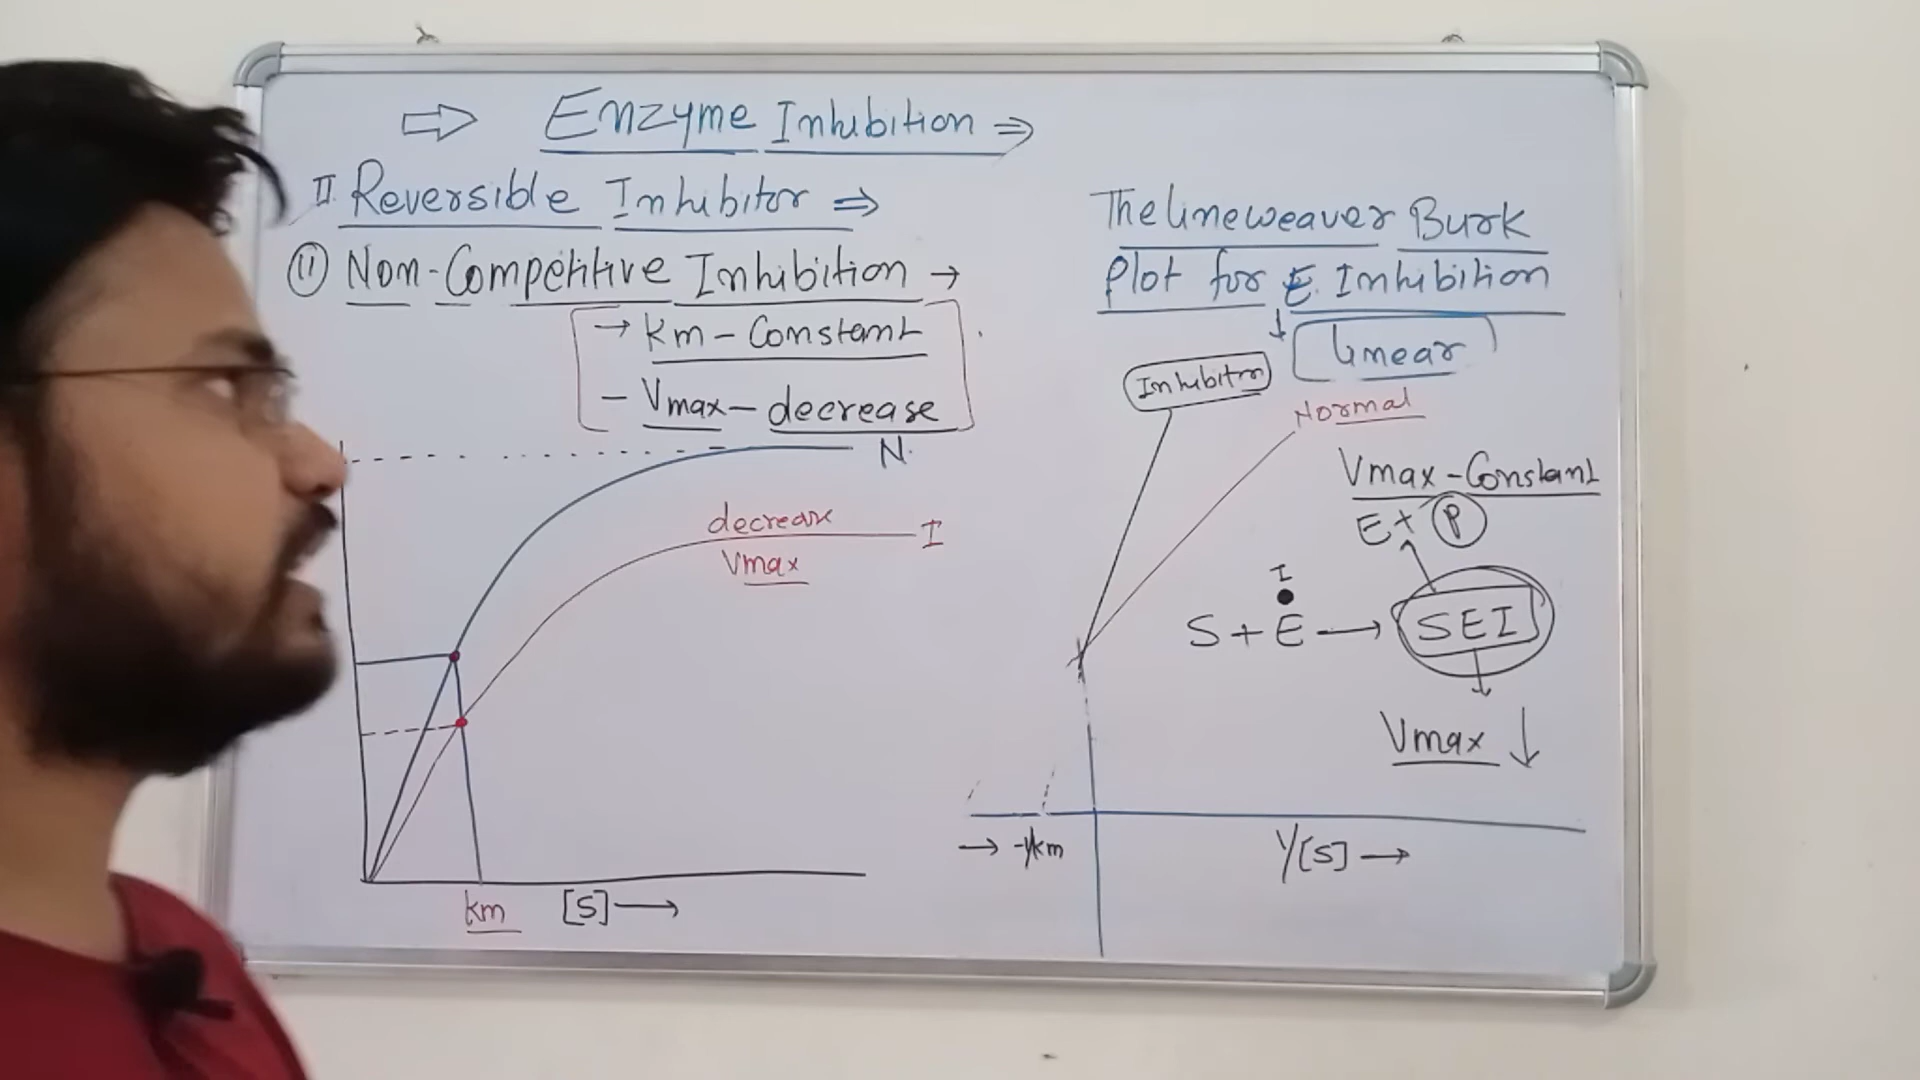 ⇨ Enzyme Inhibition ⇒
II. Reversible Inhibitor ⇒
(II) Non-Competitive Inhibition →
→ km - Constant
- Vmax - decrease
N.
decrease
Vmax
I
km
[S] →
The lineweaver Burk
Plot for E. Inhibition
↓
linear
Inhibitor
Normal
Vmax - Constant
E + P
I
S + E → SEI
Vmax ↓
→ -1/km
1/[S] →